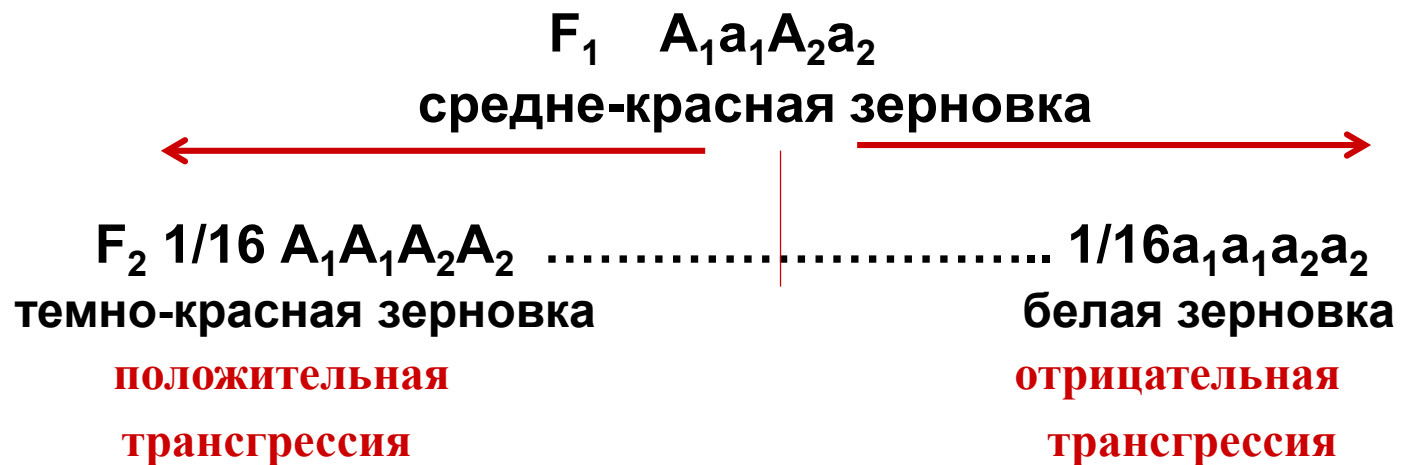 F₁ A₁a₁A₂a₂
средне-красная зерновка
F₂ 1/16 A₁A₁A₂A₂ ………………………….. 1/16a₁a₁a₂a₂
темно-красная зерновка белая зерновка
положительная отрицательная
трансгрессия трансгрессия